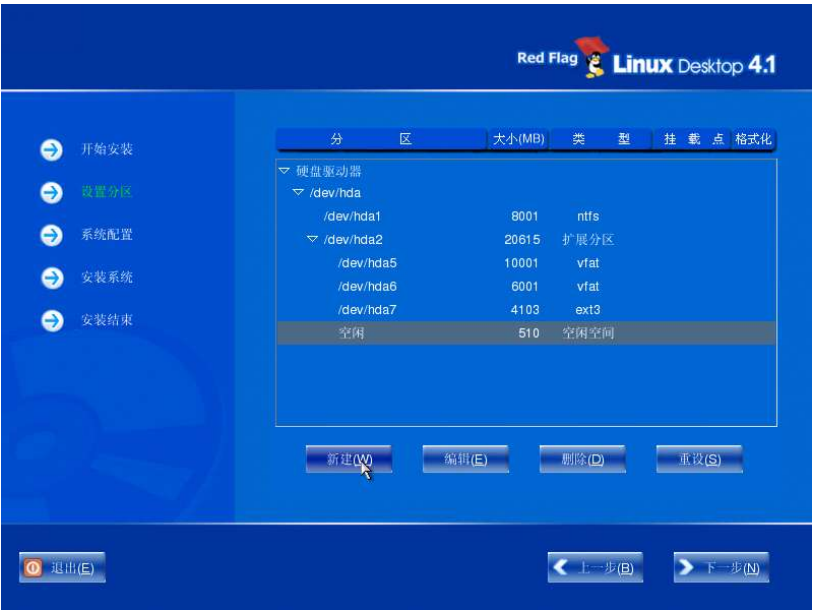 Red Flag Linux Desktop 4.1
开始安装
设置分区
系统配置
安装系统
安装结束
分 区 大小(MB) 类 型 挂 载 点 格式化
硬盘驱动器
/dev/hda
/dev/hda1 8001 ntfs
/dev/hda2 20615 扩展分区
/dev/hda5 10001 vfat
/dev/hda6 6001 vfat
/dev/hda7 4103 ext3
空闲 510 空闲空间
新建(W) 编辑(E) 删除(D) 重设(S)
退出(E) 上一步(B) 下一步(N)